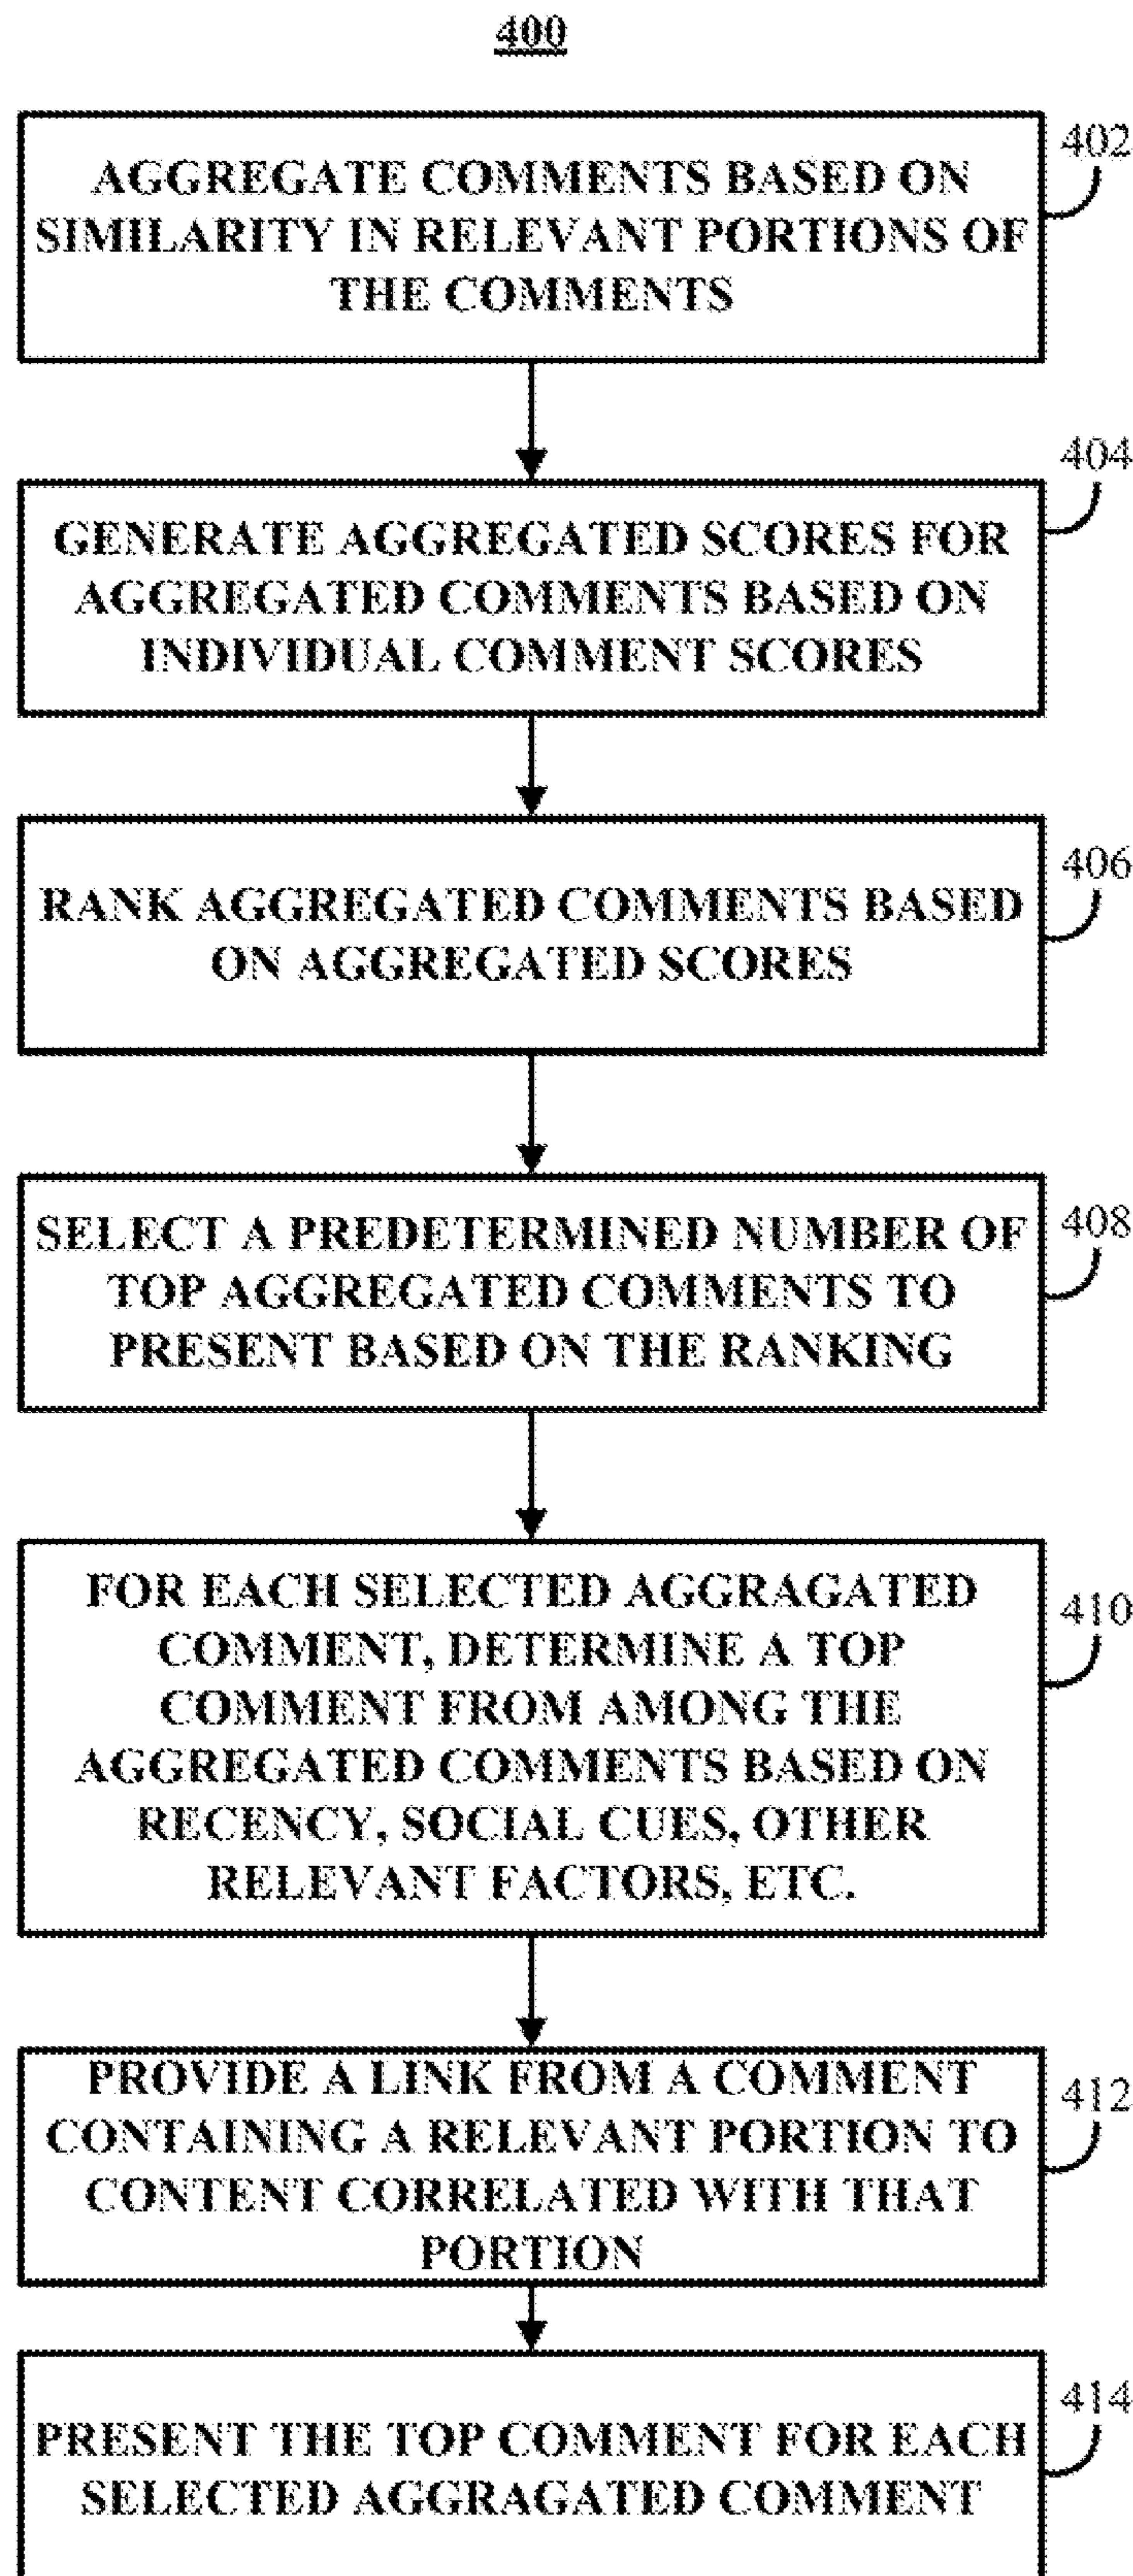 400
402
AGGREGATE COMMENTS BASED ON
SIMILARITY IN RELEVANT PORTIONS OF
THE COMMENTS
404
GENERATE AGGREGATED SCORES FOR
AGGREGATED COMMENTS BASED ON
INDIVIDUAL COMMENT SCORES
406
RANK AGGREGATED COMMENTS BASED
ON AGGREGATED SCORES
408
SELECT A PREDETERMINED NUMBER OF
TOP AGGREGATED COMMENTS TO
PRESENT BASED ON THE RANKING
410
FOR EACH SELECTED AGGRAGATED
COMMENT, DETERMINE A TOP
COMMENT FROM AMONG THE
AGGREGATED COMMENTS BASED ON
RECENCY, SOCIAL CUES, OTHER
RELEVANT FACTORS, ETC.
412
PROVIDE A LINK FROM A COMMENT
CONTAINING A RELEVANT PORTION TO
CONTENT CORRELATED WITH THAT
PORTION
414
PRESENT THE TOP COMMENT FOR EACH
SELECTED AGGRAGATED COMMENT